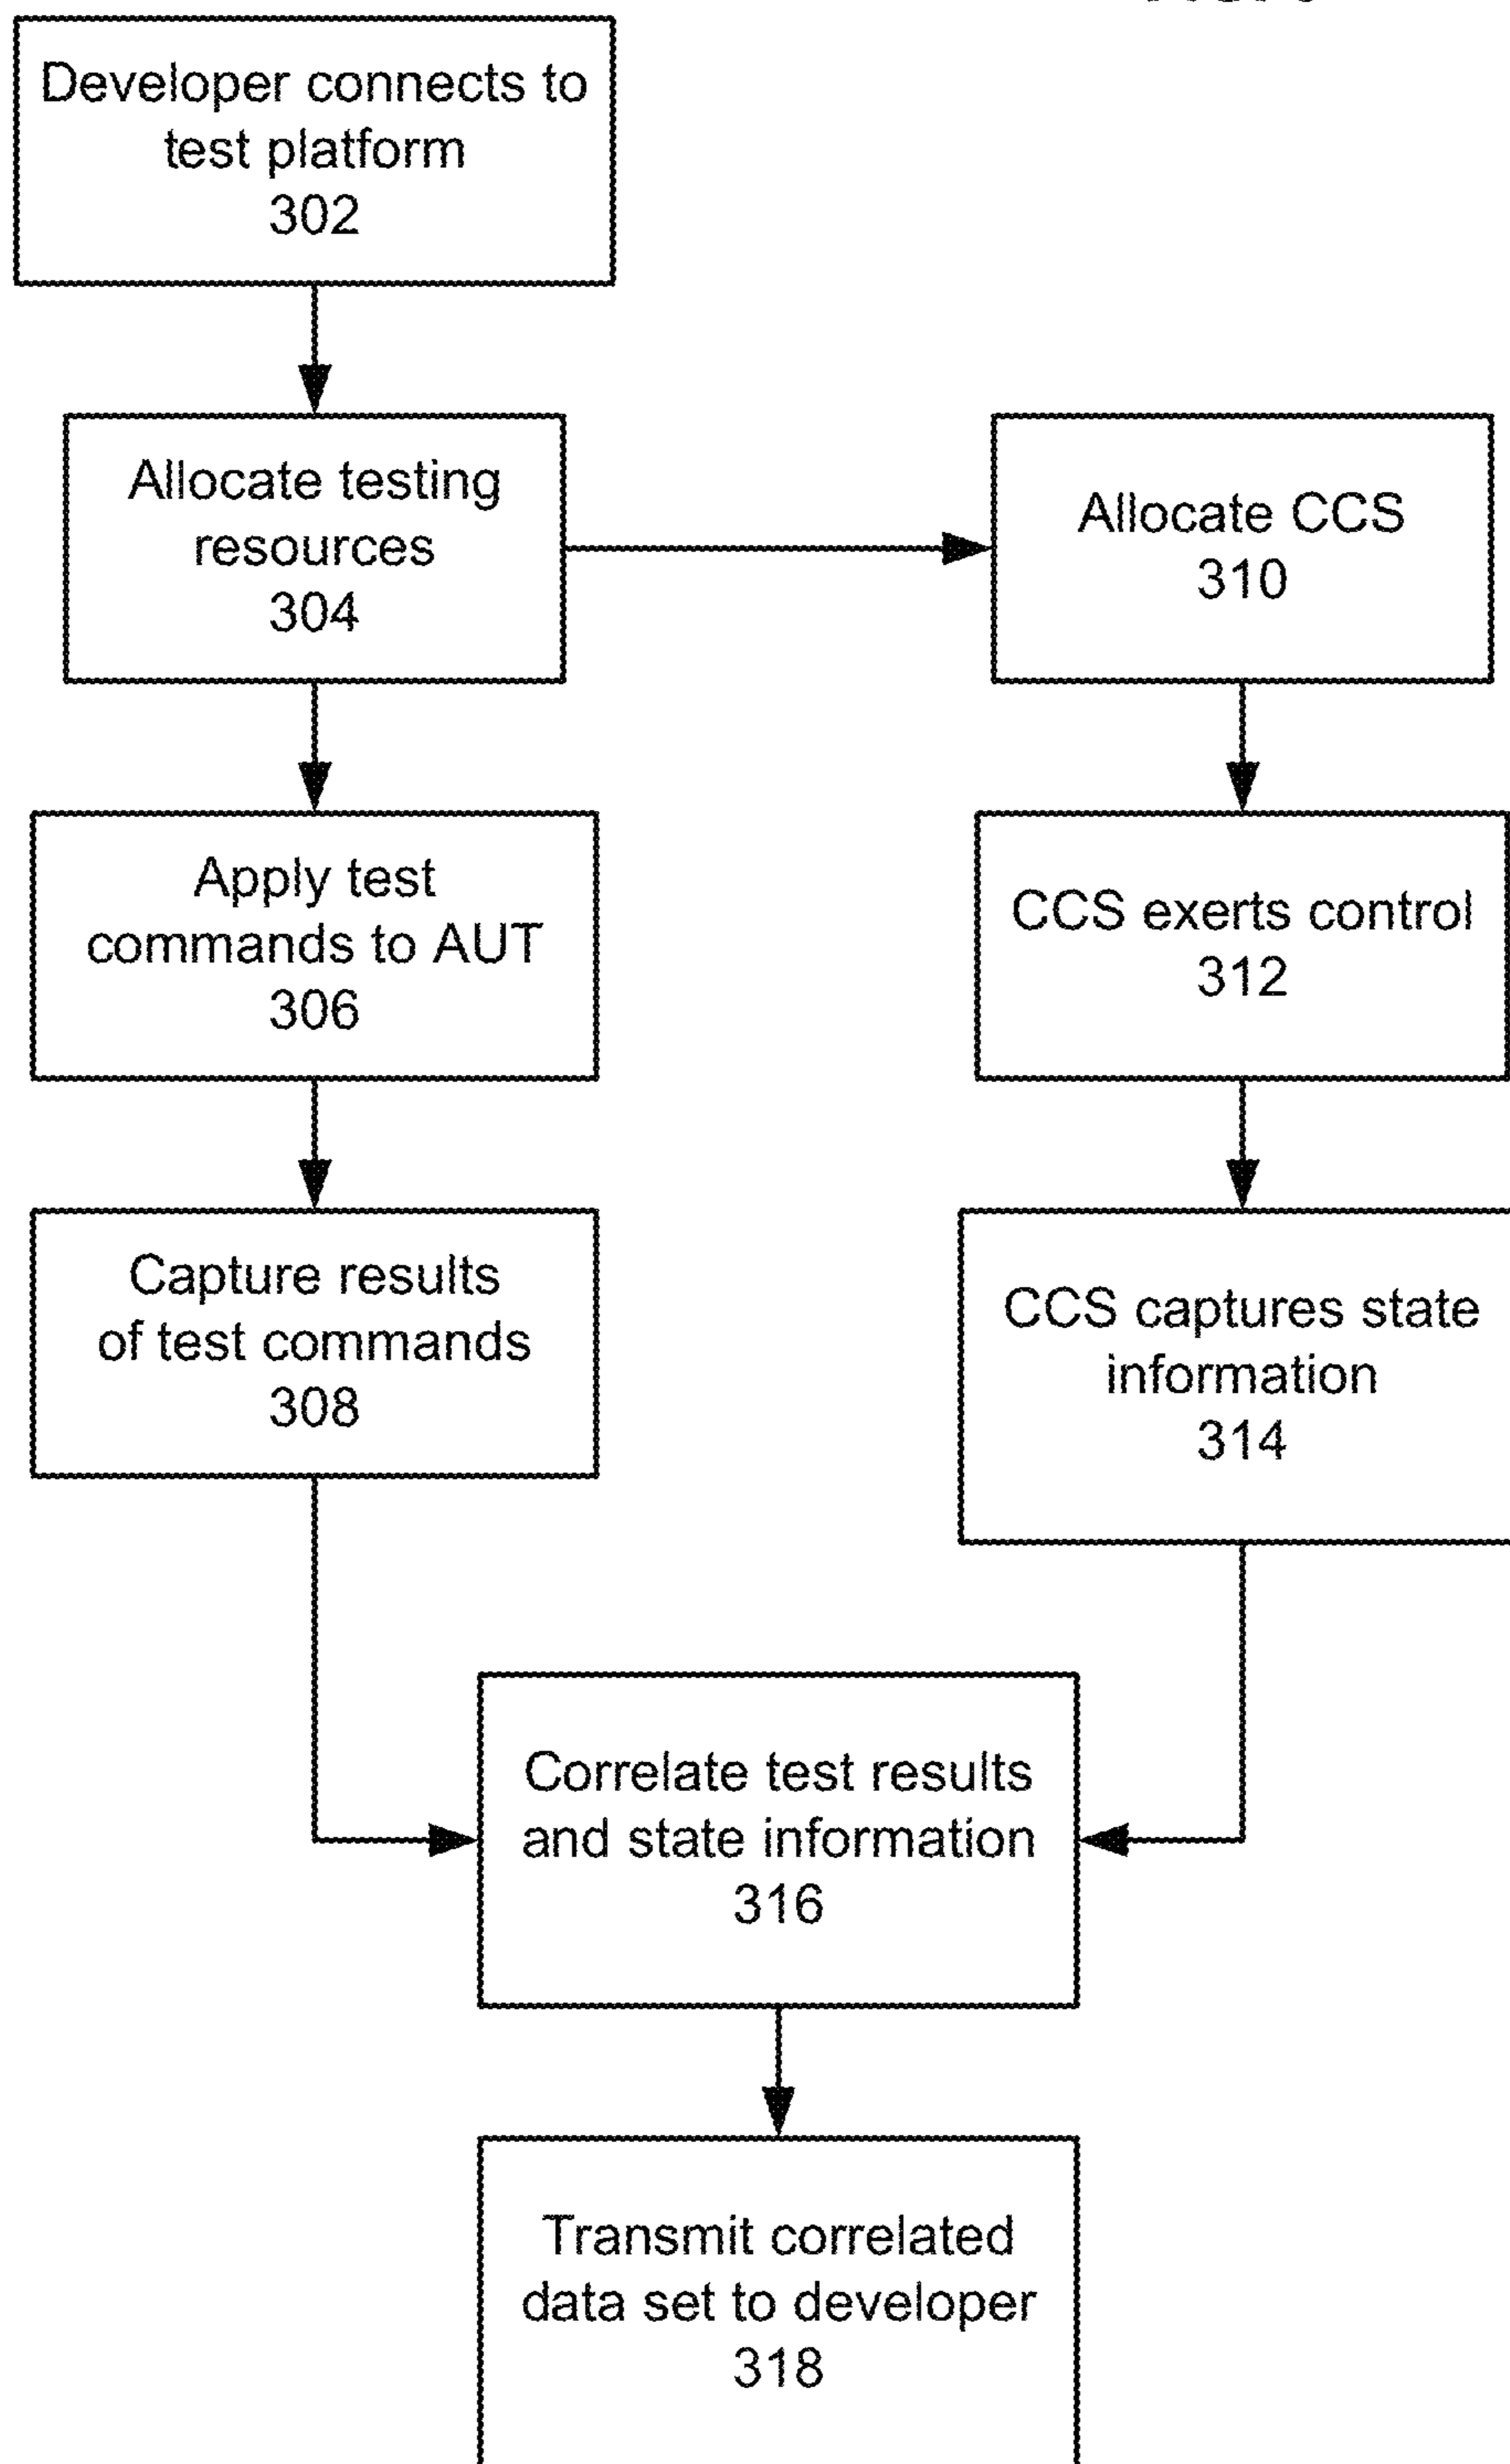 Developer connects to
test platform
302
Allocate testing
resources
304
Allocate CCS
310
Apply test
commands to AUT
306
CCS exerts control
312
Capture results
of test commands
308
CCS captures state
information
314
Correlate test results
and state information
316
Transmit correlated
data set to developer
318